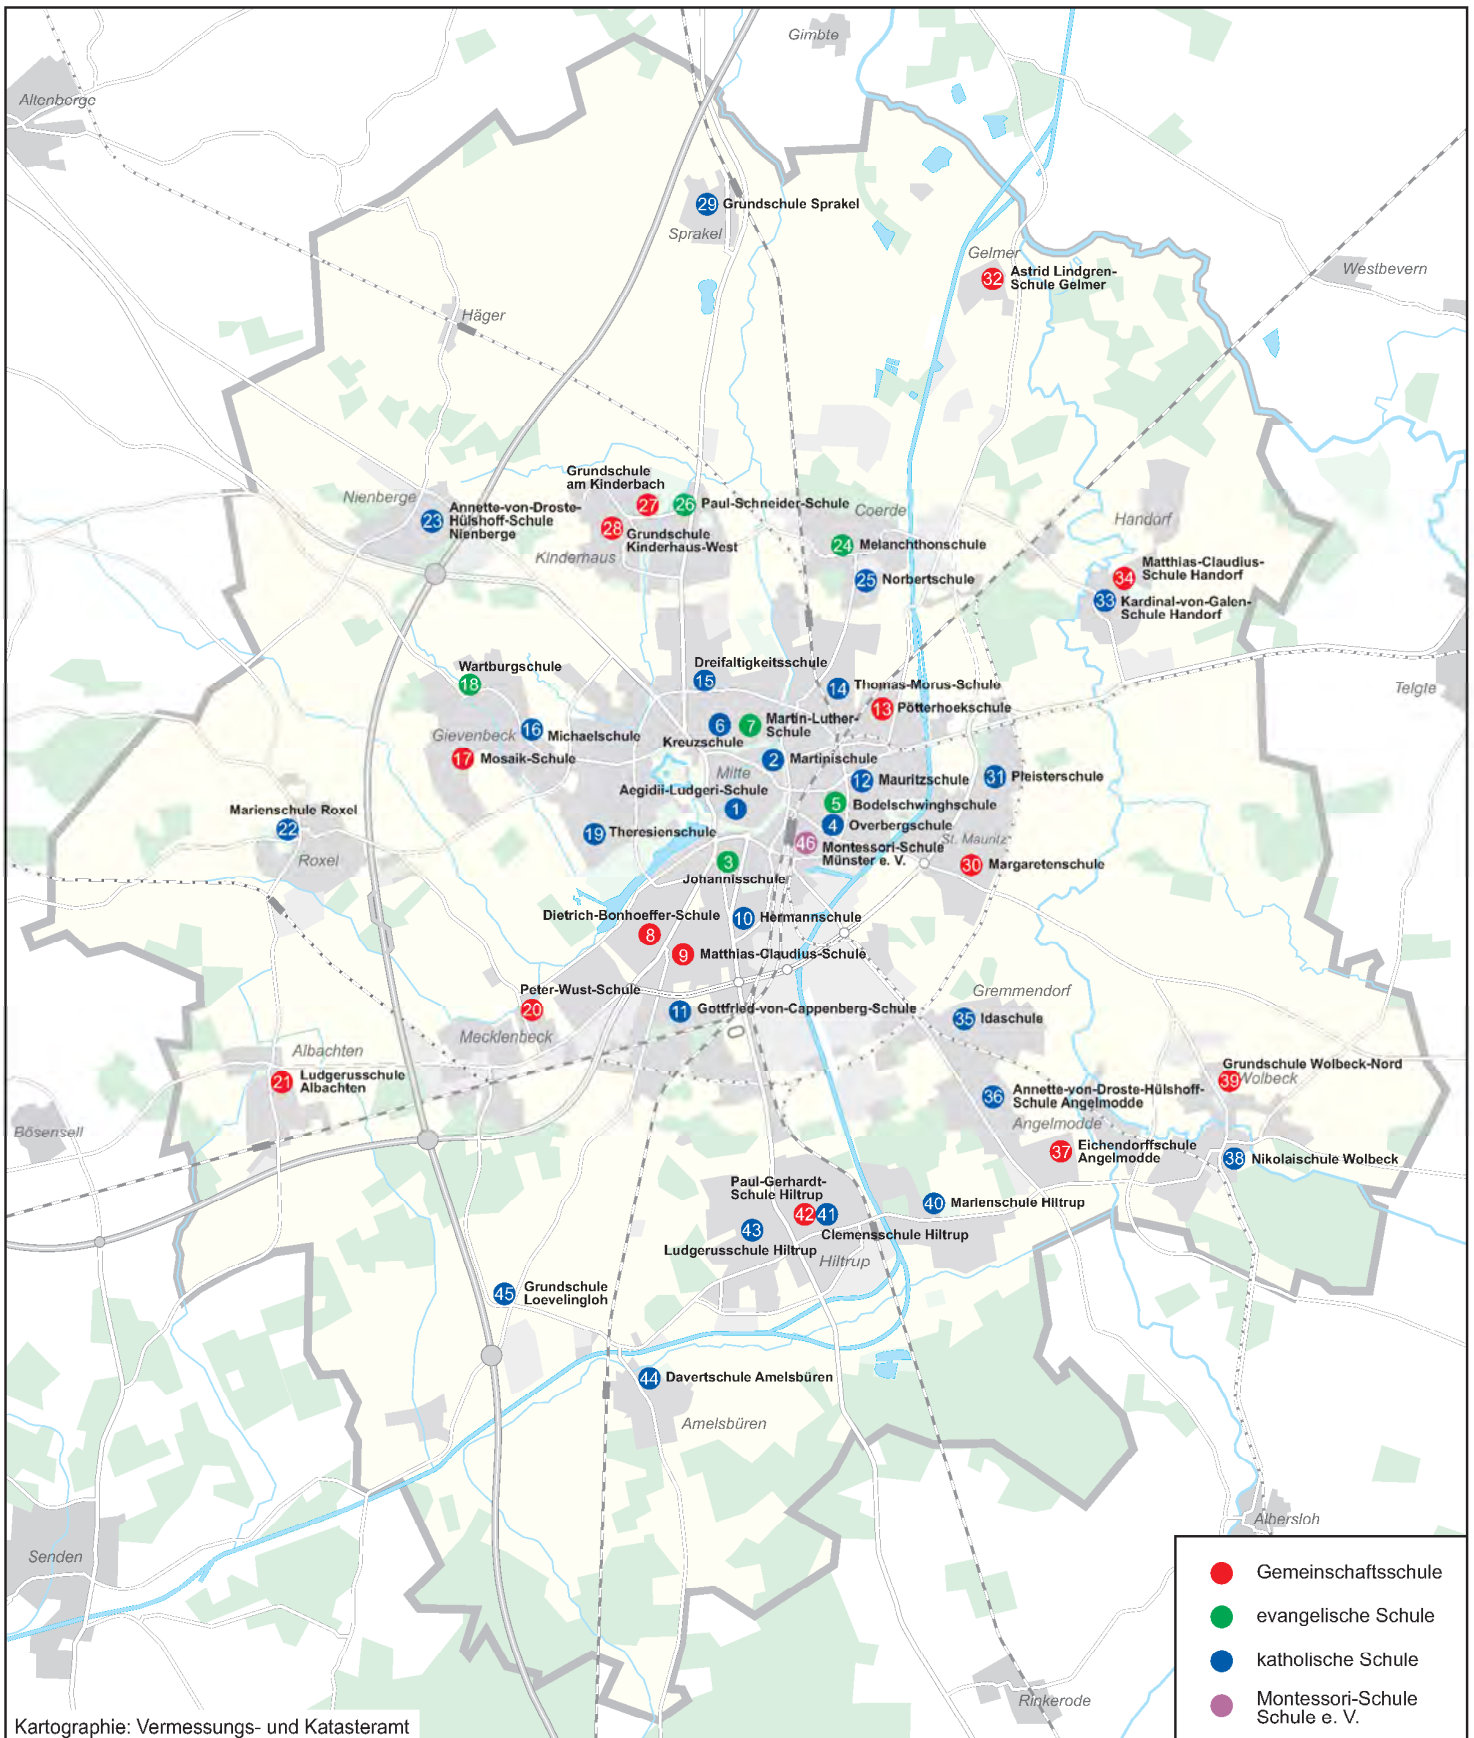 Gimbte
Altenberge
29 Grundschule Sprakel
Sprakel
Gelmer
32 Astrid Lindgren-
Schule Gelmer
Westbevern
Häger
Grundschule
am Kinderbach
27
26 Paul-Schneider-Schule
28 Grundschule
Kinderhaus-West
Kinderhaus
Nienberge
23 Annette-von-Droste-
Hülshoff-Schule
Nienberge
Coerde
24 Melanchthonschule
25 Norbertschule
Handorf
34 Matthias-Claudius-
Schule Handorf
33 Kardinal-von-Galen-
Schule Handorf
Telgte
Wartburgschule
18
Dreifaltigkeitsschule
15
14 Thomas-Morus-Schule
13 Pötterhoekschule
16 Michaelschule
Gievenbeck
17 Mosaik-Schule
6 7 Martin-Luther-
Schule
Kreuzschule
2 Martinischule
Mitte
12 Mauritzschule
31 Pleisterschule
Aegidii-Ludgeri-Schule
1
5 Bodelschwinghschule
4 Overbergschule
Marienschule Roxel
22
Roxel
19 Theresienschule
46 Montessori-Schule
Münster e. V.
St. Mauritz
30 Margaretenschule
3
Johannisschule
Dietrich-Bonhoeffer-Schule
8
10 Hermannschule
9 Matthias-Claudius-Schule
Peter-Wust-Schule
20
11 Gottfried-von-Cappenberg-Schule
Mecklenbeck
Gremmendorf
35 Idaschule
Albachten
21 Ludgerusschule
Albachten
Grundschule Wolbeck-Nord
39 Wolbeck
36 Annette-von-Droste-Hülshoff-
Schule Angelmodde
Angelmodde
37 Eichendorffschule
Angelmodde
38 Nikolaischule Wolbeck
Bösensell
Paul-Gerhardt-
Schule Hiltrup
42 41
Clemensschule Hiltrup
40 Marienschule Hiltrup
43
Ludgerusschule Hiltrup
Hiltrup
45 Grundschule
Loevelingloh
44 Davertschule Amelsbüren
Amelsbüren
Albersloh
Senden
Rinkerode
Gemeinschaftsschule
evangelische Schule
katholische Schule
Montessori-Schule
Schule e. V.
Kartographie: Vermessungs- und Katasteramt